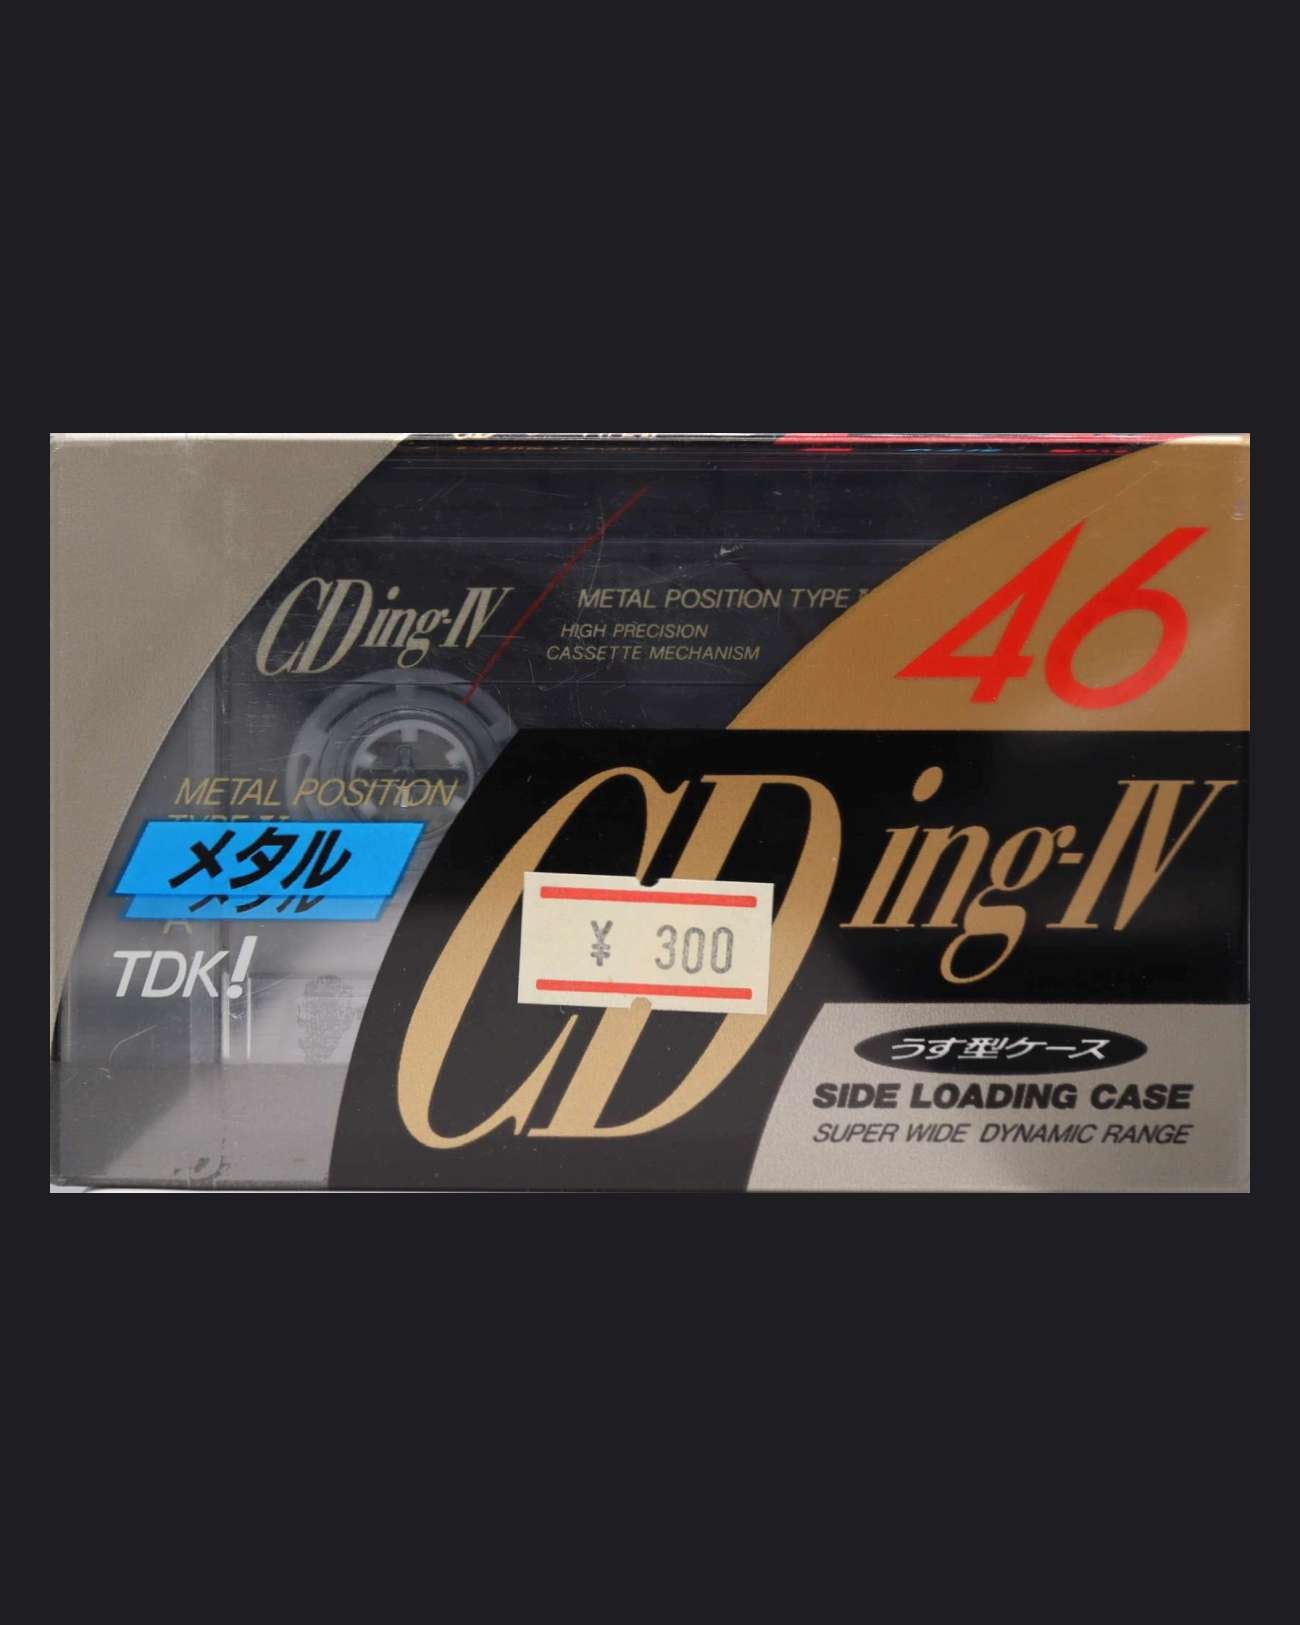 46
CDing-IV
METAL POSITION TYPE IV
HIGH PRECISION
CASSETTE MECHANISM
METAL POSITION
メタル
TDK!
CDing-IV
¥ 300
うす型ケース
SIDE LOADING CASE
SUPER WIDE DYNAMIC RANGE